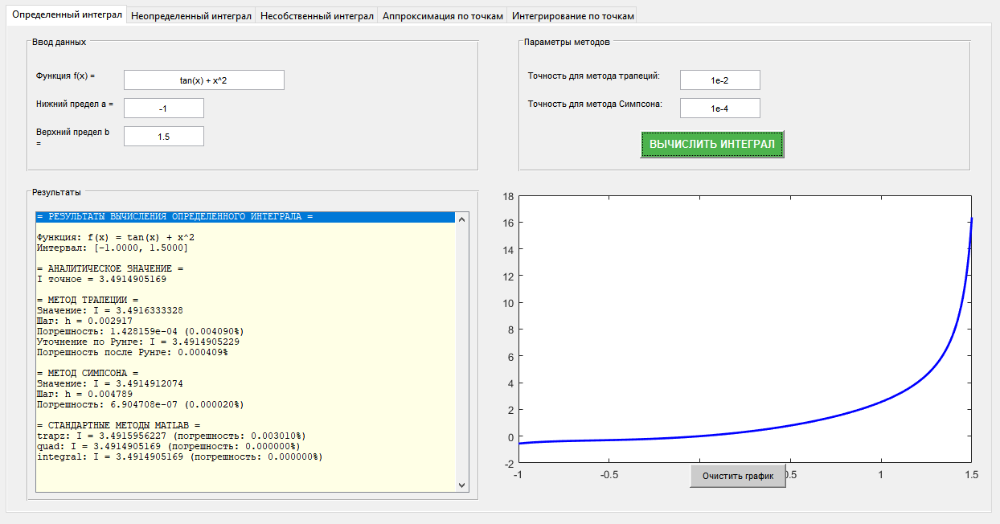 Определенный интеграл
Неопределенный интеграл
Несобственный интеграл
Аппроксимация по точкам
Интегрирование по точкам
Ввод данных
Функция f(x) =
tan(x) + x^2
Нижний предел a =
-1
Верхний предел b
=
1.5
Параметры методов
Точность для метода трапеций:
1e-2
Точность для метода Симпсона:
1e-4
ВЫЧИСЛИТЬ ИНТЕГРАЛ
Результаты
= РЕЗУЛЬТАТЫ ВЫЧИСЛЕНИЯ ОПРЕДЕЛЕННОГО ИНТЕГРАЛА =
Функция: f(x) = tan(x) + x^2
Интервал: [-1.0000, 1.5000]
= АНАЛИТИЧЕСКОЕ ЗНАЧЕНИЕ =
I точное = 3.4914905169
= МЕТОД ТРАПЕЦИИ =
Значение: I = 3.4916333328
Шаг: h = 0.002917
Погрешность: 1.428159e-04 (0.004090%)
Уточнение по Рунге: I = 3.4914905229
Погрешность после Рунге: 0.000409%
= МЕТОД СИМПСОНА =
Значение: I = 3.4914912074
Шаг: h = 0.004789
Погрешность: 6.904708e-07 (0.000020%)
= СТАНДАРТНЫЕ МЕТОДЫ MATLAB =
trapz: I = 3.4915956227 (погрешность: 0.003010%)
quad: I = 3.4914905169 (погрешность: 0.000000%)
integral: I = 3.4914905169 (погрешность: 0.000000%)
18
16
14
12
10
8
6
4
2
0
-2
-1
-0.5
0.5
1
1.5
Очистить график